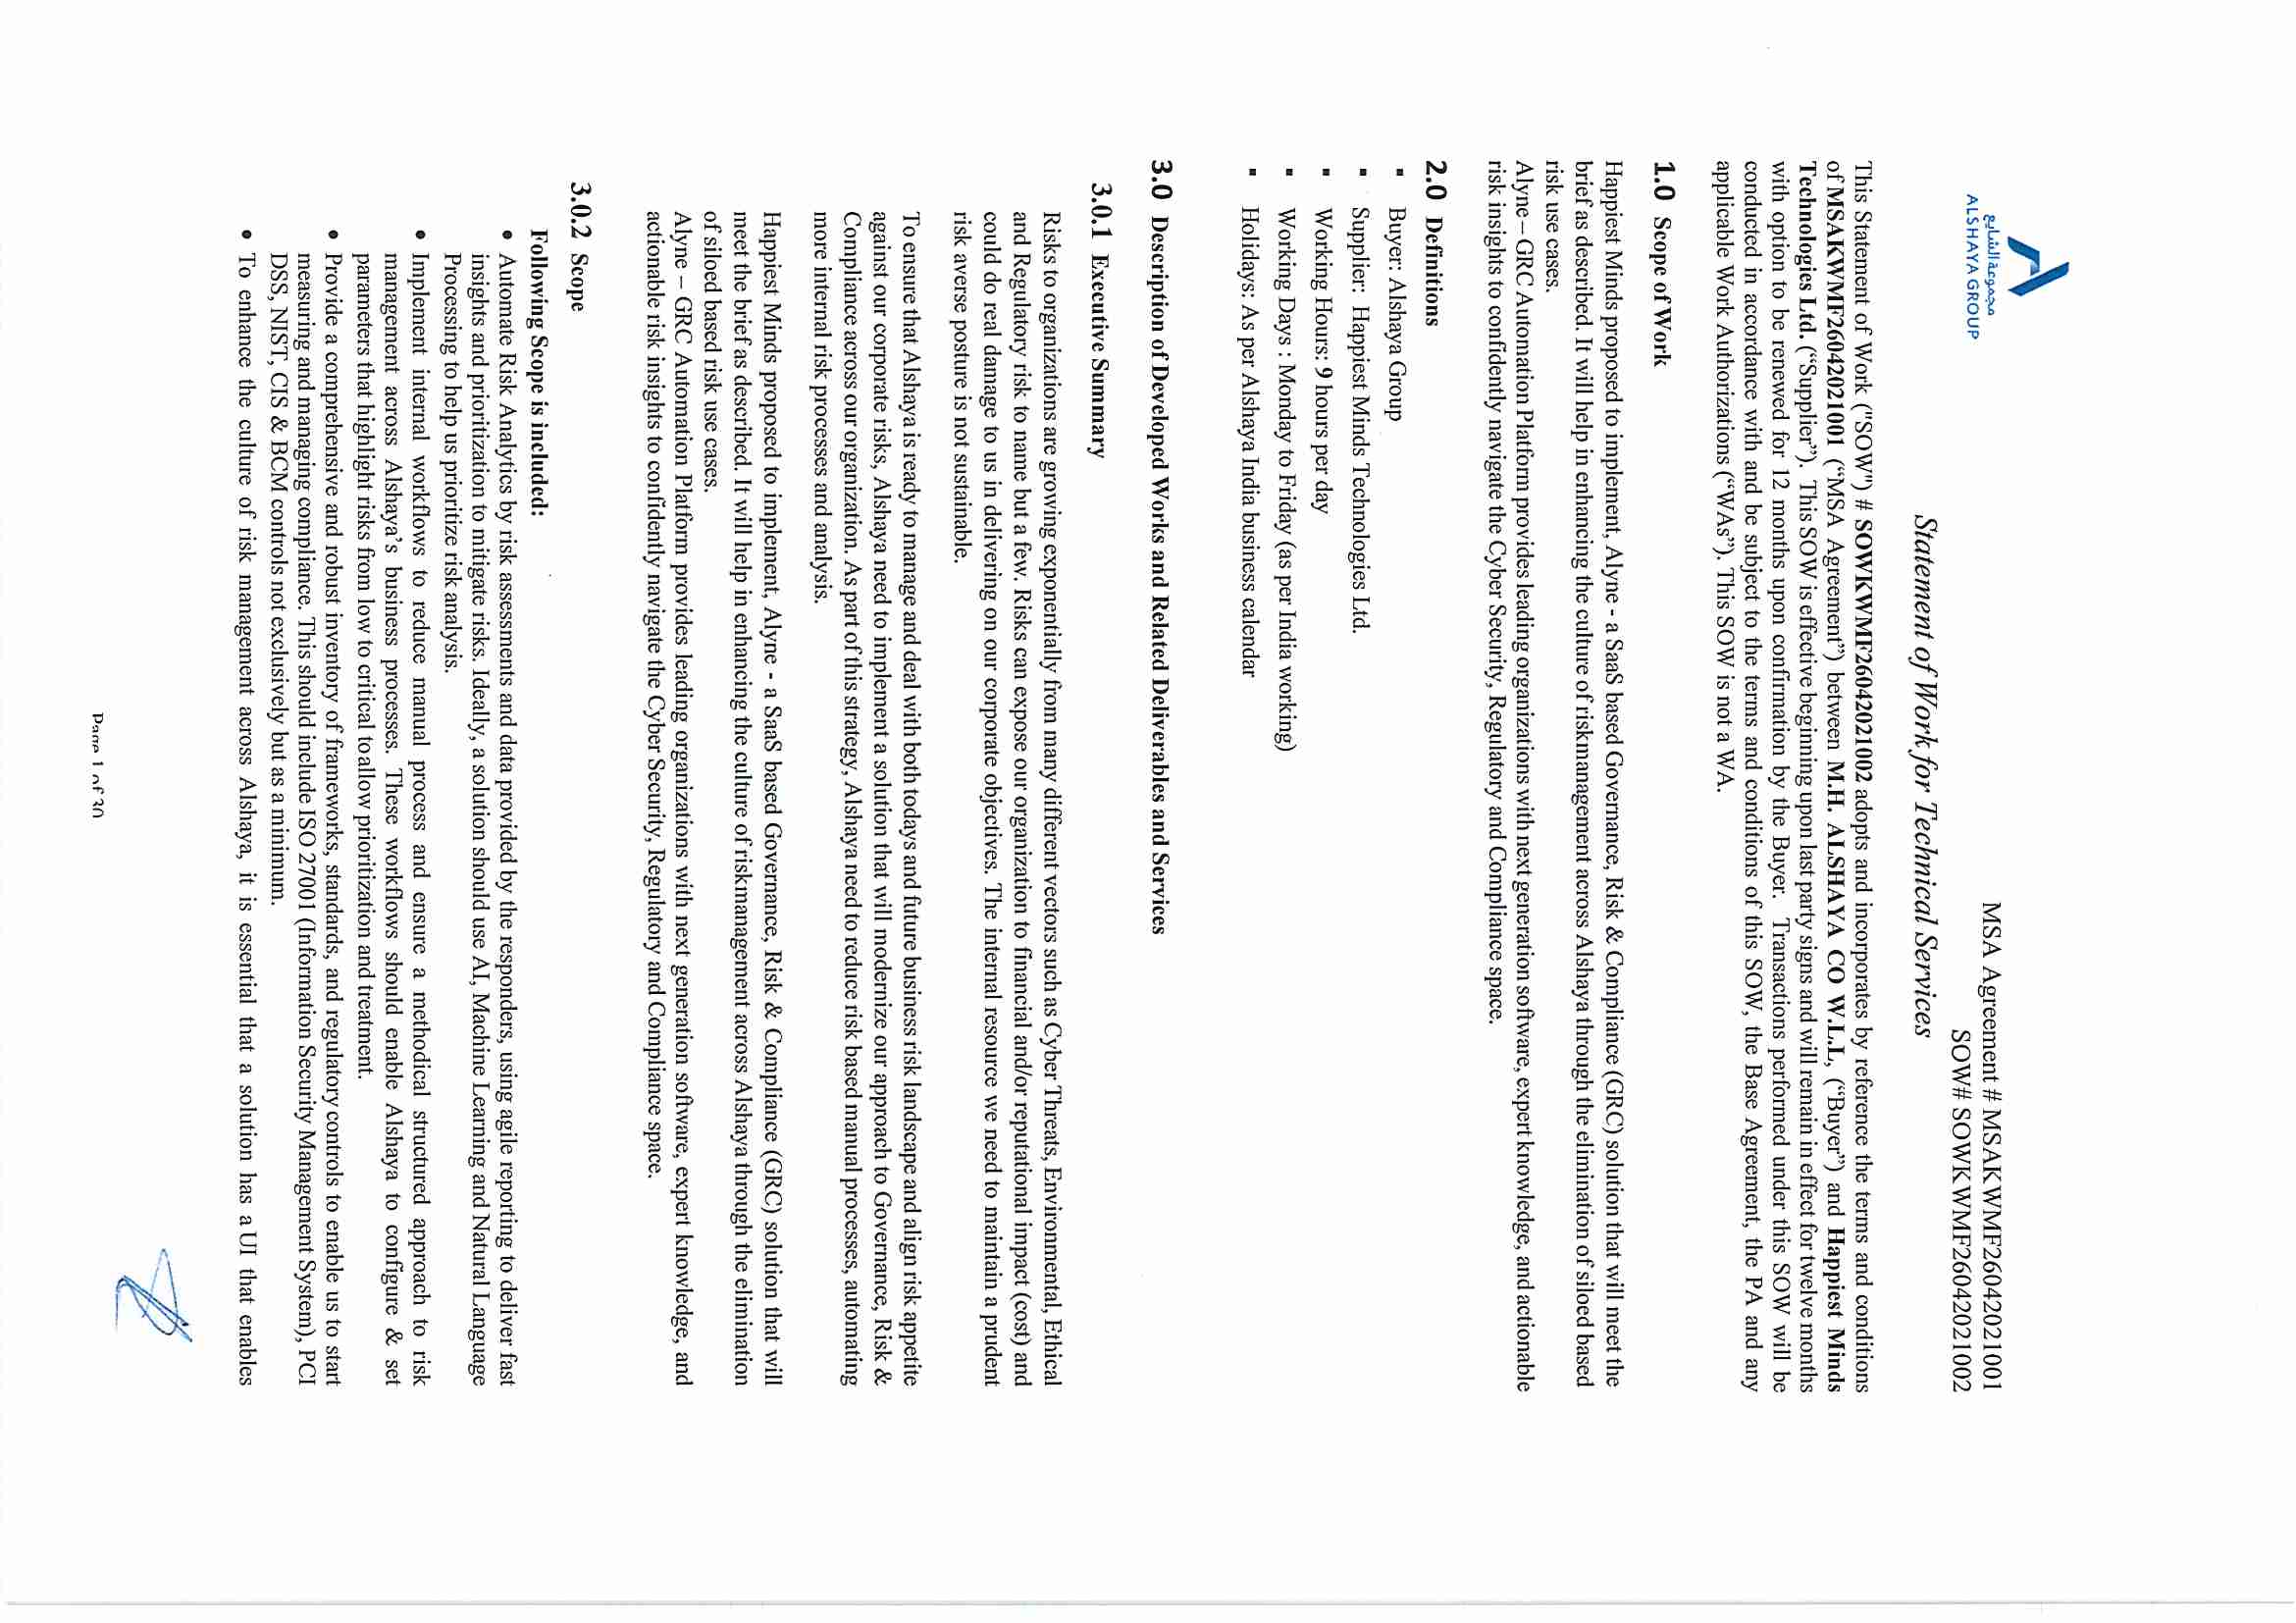 مجموعة الشايع
ALSHAYA GROUP
MSA Agreement # MSAKWMF26042021001
SOW# SOWKWMF26042021002
Statement of Work for Technical Services
This Statement of Work ("SOW") # SOWKWMF26042021002 adopts and incorporates by reference the terms and conditions
of MSAKWMF26042021001 (“MSA Agreement”) between M.H. ALSHAYA CO W.L.L, (“Buyer”) and Happiest Minds
Technologies Ltd. (“Supplier”). This SOW is effective beginning upon last party signs and will remain in effect for twelve months
with option to be renewed for 12 months upon confirmation by the Buyer. Transactions performed under this SOW will be
conducted in accordance with and be subject to the terms and conditions of this SOW, the Base Agreement, the PA and any
applicable Work Authorizations (“WAs”). This SOW is not a WA.
1.0 Scope of Work
Happiest Minds proposed to implement, Alyne - a SaaS based Governance, Risk & Compliance (GRC) solution that will meet the
brief as described. It will help in enhancing the culture of risk management across Alshaya through the elimination of siloed based
risk use cases.
Alyne – GRC Automation Platform provides leading organizations with next generation software, expert knowledge, and actionable
risk insights to confidently navigate the Cyber Security, Regulatory and Compliance space.
2.0 Definitions
▪ Buyer: Alshaya Group
▪ Supplier: Happiest Minds Technologies Ltd.
▪ Working Hours: 9 hours per day
▪ Working Days : Monday to Friday (as per India working)
▪ Holidays: As per Alshaya India business calendar
3.0 Description of Developed Works and Related Deliverables and Services
3.0.1 Executive Summary
Risks to organizations are growing exponentially from many different vectors such as Cyber Threats, Environmental, Ethical
and Regulatory risk to name but a few. Risks can expose our organization to financial and/or reputational impact (cost) and
could do real damage to us in delivering on our corporate objectives. The internal resource we need to maintain a prudent
risk averse posture is not sustainable.
To ensure that Alshaya is ready to manage and deal with both todays and future business risk landscape and align risk appetite
against our corporate risks, Alshaya need to implement a solution that will modernize our approach to Governance, Risk &
Compliance across our organization. As part of this strategy, Alshaya need to reduce risk based manual processes, automating
more internal risk processes and analysis.
Happiest Minds proposed to implement, Alyne - a SaaS based Governance, Risk & Compliance (GRC) solution that will
meet the brief as described. It will help in enhancing the culture of risk management across Alshaya through the elimination
of siloed based risk use cases.
Alyne – GRC Automation Platform provides leading organizations with next generation software, expert knowledge, and
actionable risk insights to confidently navigate the Cyber Security, Regulatory and Compliance space.
3.0.2 Scope
Following Scope is included:
• Automate Risk Analytics by risk assessments and data provided by the responders, using agile reporting to deliver fast
insights and prioritization to mitigate risks. Ideally, a solution should use AI, Machine Learning and Natural Language
Processing to help us prioritize risk analysis.
• Implement internal workflows to reduce manual process and ensure a methodical structured approach to risk
management across Alshaya’s business processes. These workflows should enable Alshaya to configure & set
parameters that highlight risks from low to critical to allow prioritization and treatment.
• Provide a comprehensive and robust inventory of frameworks, standards, and regulatory controls to enable us to start
measuring and managing compliance. This should include ISO 27001 (Information Security Management System), PCI
DSS, NIST, CIS & BCM controls not exclusively but as a minimum.
• To enhance the culture of risk management across Alshaya, it is essential that a solution has a UI that enables
Page 1 of 30